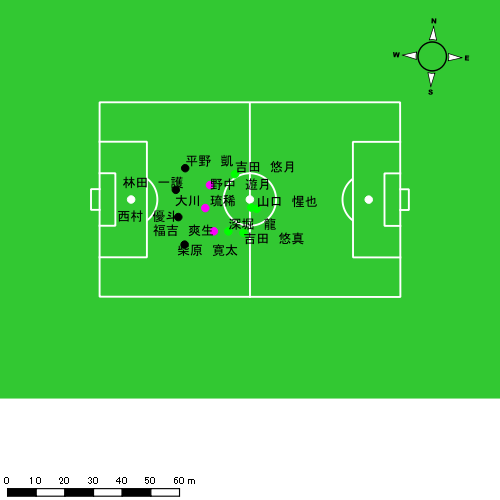 N
W E
S
平野 凱
吉田 悠月
林田 一護
野中 遊月
大川 琉稀
山口 惺也
西村 優斗
深堀 龍
福吉 爽生
吉田 悠真
柴原 寛太
0 10 20 30 40 50 60 m